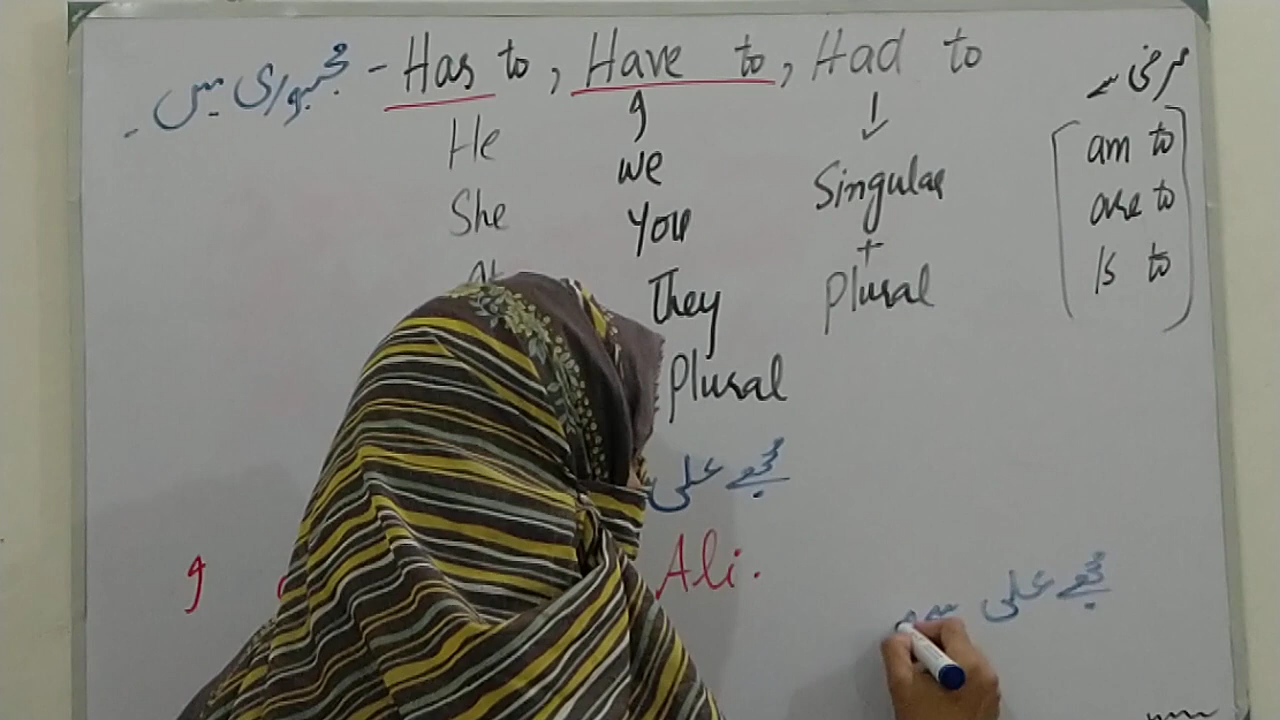 مجبوری میں - Has to , Have to , Had to
مرضی سے
He
She
I
we
you
They
Plural
Singular
+
Plural
am to
are to
Is to
مجھے علی
I
Ali.
مجھے علی سے